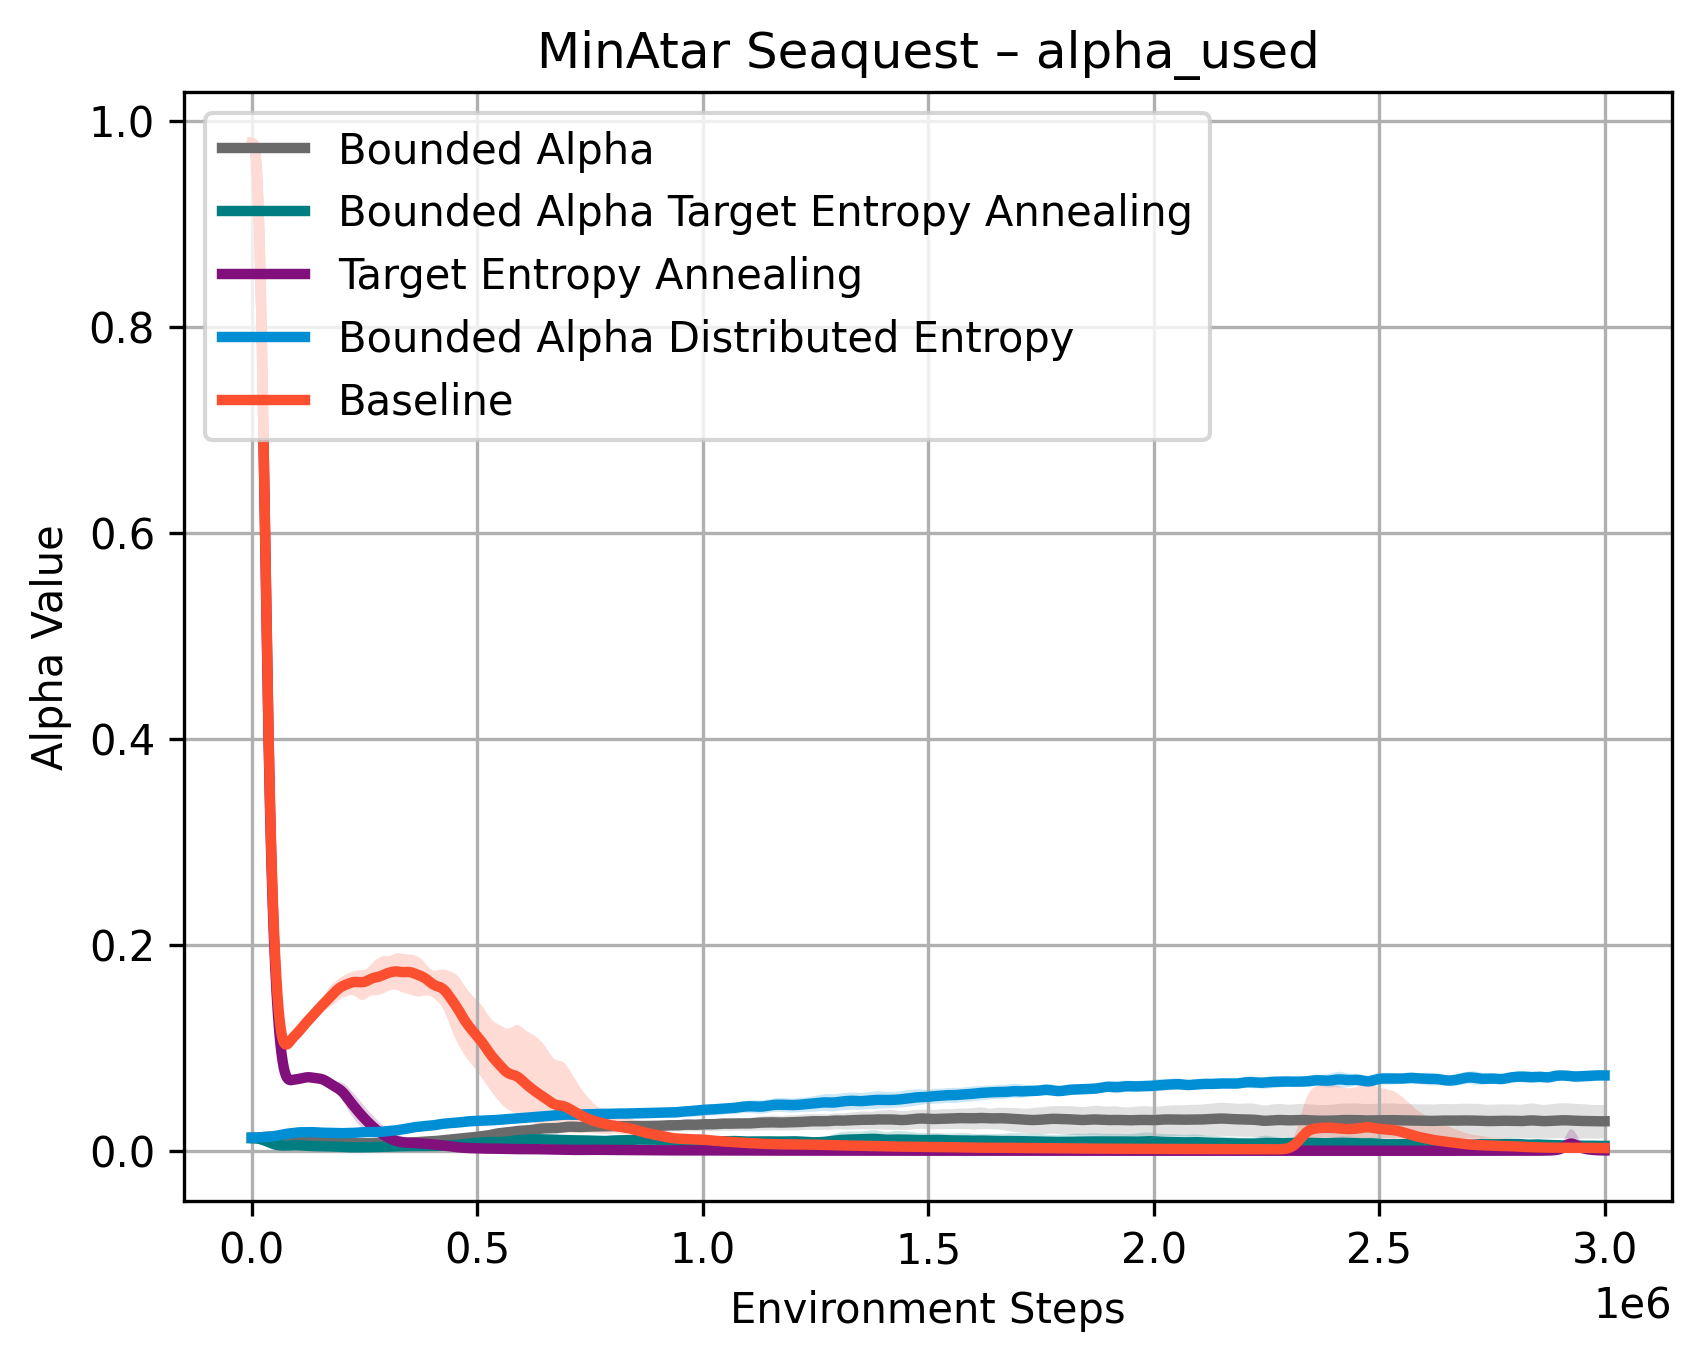 MinAtar Seaquest – alpha_used
1.0
0.8
0.6
0.4
0.2
0.0
Alpha Value
Bounded Alpha
Bounded Alpha Target Entropy Annealing
Target Entropy Annealing
Bounded Alpha Distributed Entropy
Baseline
0.0 0.5 1.0 1.5 2.0 2.5 3.0
1e6
Environment Steps